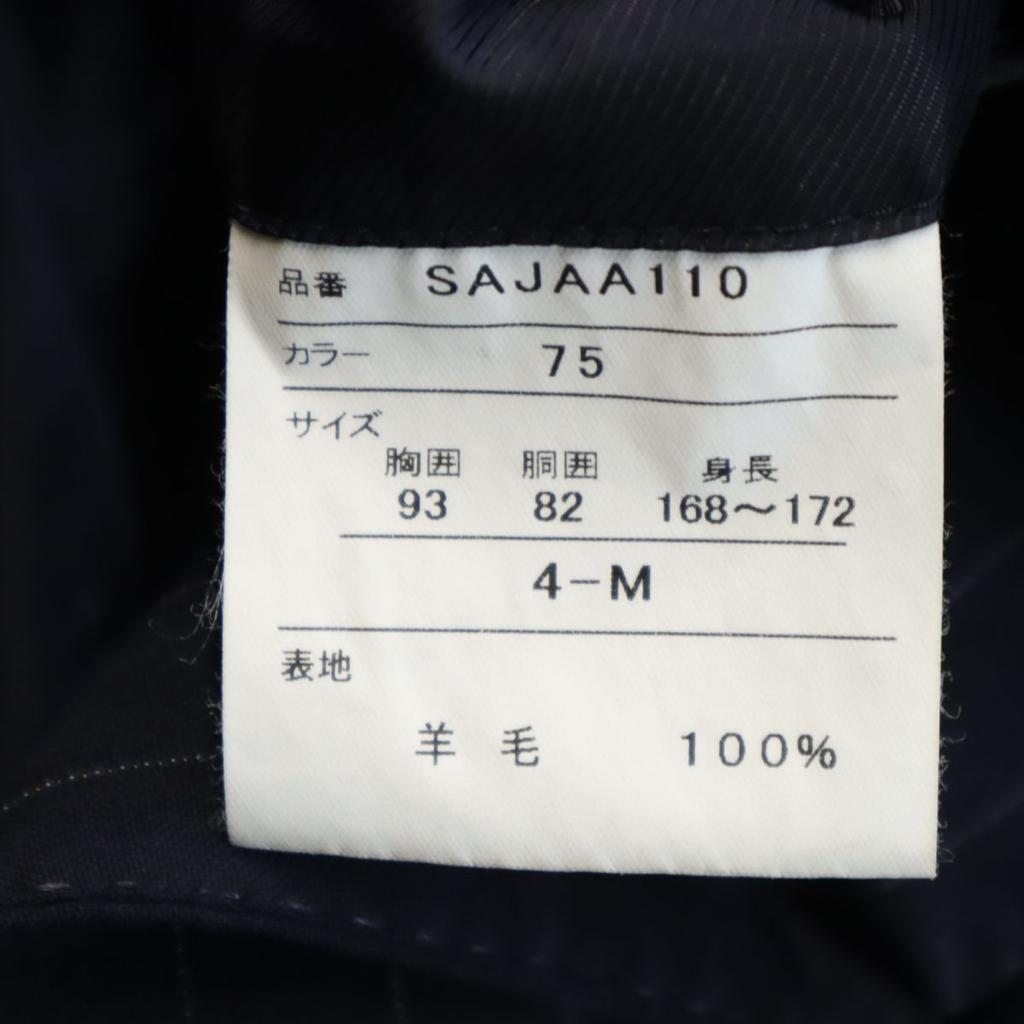 品番 SAJAA110
カラー 75
サイズ
胸囲 胴囲 身長
93 82 168〜172
4-M
表地
羊毛 100%